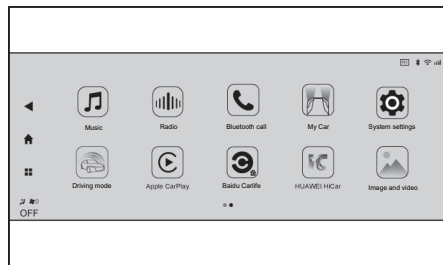 Music
Radio
Bluetooth call
My Car
System settings
Driving mode
Apple CarPlay
Baidu Carlife
HUAWEI HiCar
Image and video
OFF